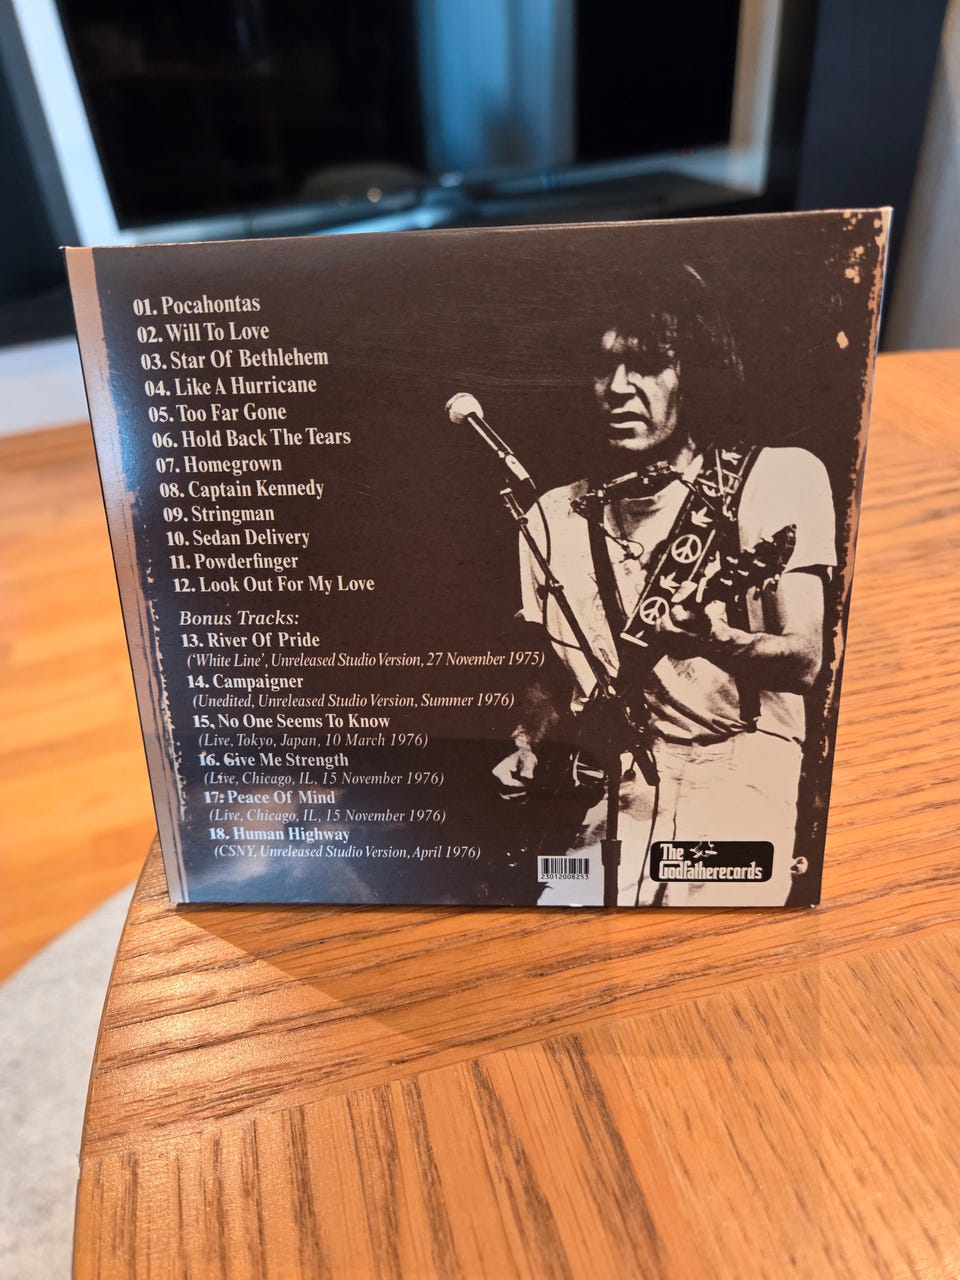 01. Pocahontas
02. Will To Love
03. Star Of Bethlehem
04. Like A Hurricane
05. Too Far Gone
06. Hold Back The Tears
07. Homegrown
08. Captain Kennedy
09. Stringman
10. Sedan Delivery
11. Powderfinger
12. Look Out For My Love
Bonus Tracks:
13. River Of Pride
('White Line', Unreleased Studio Version, 27 November 1975)
14. Campaigner
(Unedited, Unreleased Studio Version, Summer 1976)
15. No One Seems To Know
(Live, Tokyo, Japan, 10 March 1976)
16. Give Me Strength
(Live, Chicago, IL, 15 November 1976)
17. Peace Of Mind
(Live, Chicago, IL, 15 November 1976)
18. Human Highway
(CSNY, Unreleased Studio Version, April 1976)
23012008253
The
Godfatherecords